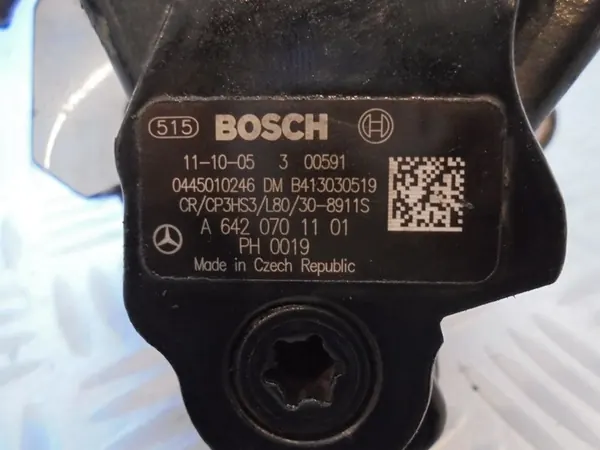 515 BOSCH
11-10-05 3 00591
0445010246 DM B413030519
CR/CP3HS3/L80/30-8911S
A 642 070 11 01
PH 0019
Made in Czech Republic